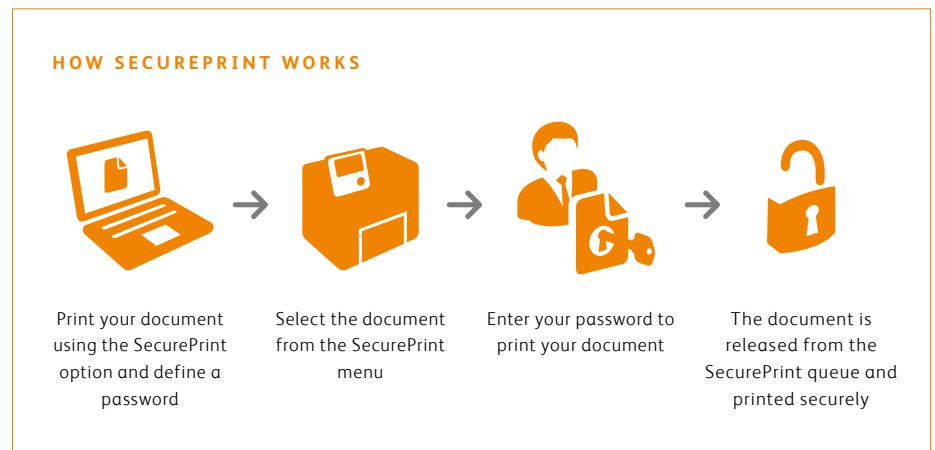 HOW SECUREPRINT WORKS
Print your document
using the SecurePrint
option and define a
password
Select the document
from the SecurePrint
menu
Enter your password to
print your document
The document is
released from the
SecurePrint queue and
printed securely